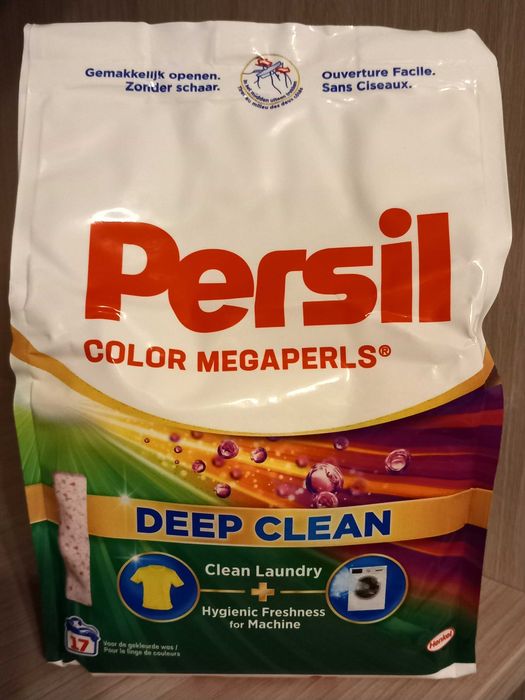 Gemakkelijk openen.
Zonder schaar.
Ouverture Facile.
Sans Ciseaux.
Persil
COLOR MEGAPERLS®
DEEP CLEAN
Clean Laundry
+
Hygienic Freshness
for Machine
17
Voor de gekleurde was /
Pour le linge de couleurs
Henkel